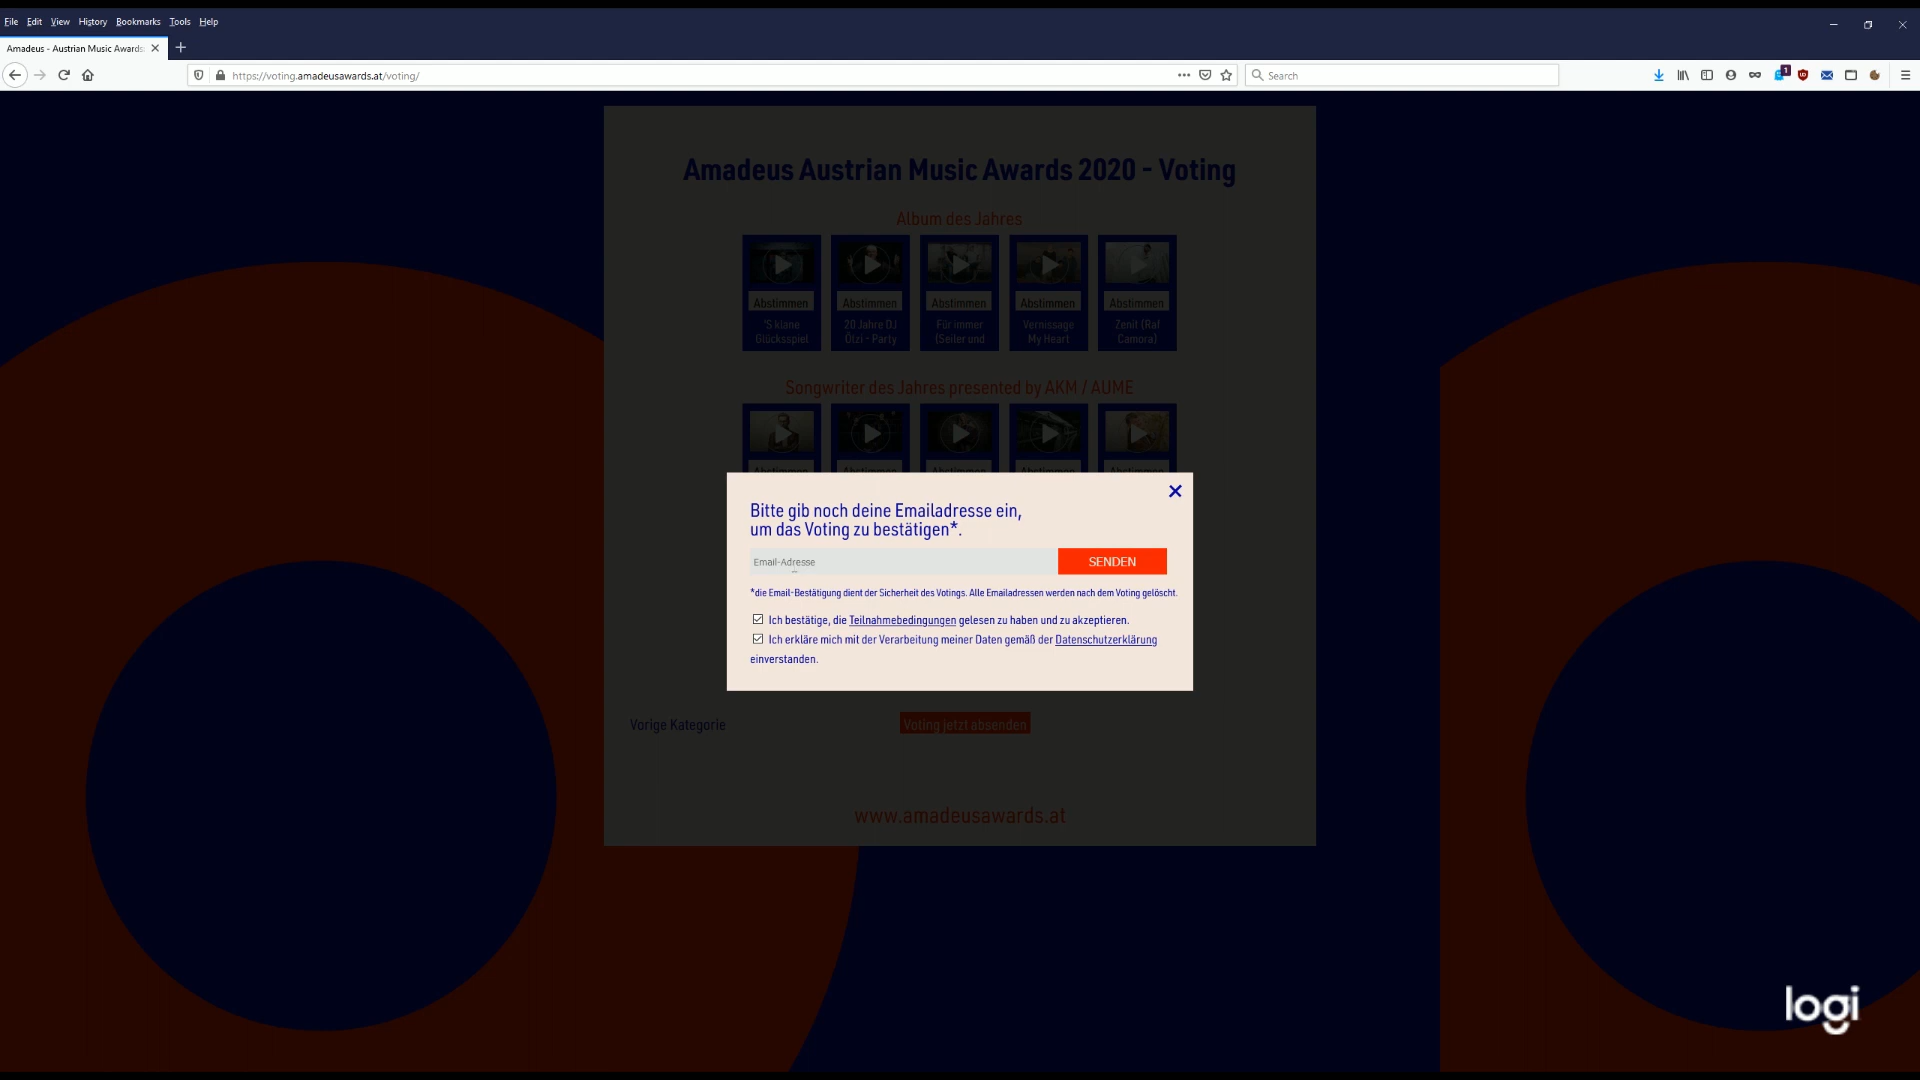 File Edit View History Bookmarks Tools Help
Amadeus - Austrian Music Awards
https://voting.amadeusawards.at/voting/
Search
1
Amadeus Austrian Music Awards 2020 - Voting
Album des Jahres
Abstimmen Abstimmen Abstimmen Abstimmen Abstimmen
'S klane 20 Jahre DJ Für immer Vernissage Zenit (Raf
Glücksspiel Ötzi - Party (Seiler und My Heart Camora)
Songwriter des Jahres presented by AKM / AUME
Bitte gib noch deine Emailadresse ein,
um das Voting zu bestätigen*.
Email-Adresse SENDEN
*die Email-Bestätigung dient der Sicherheit des Votings. Alle Emailadressen werden nach dem Voting gelöscht.
Ich bestätige, die Teilnahmebedingungen gelesen zu haben und zu akzeptieren.
Ich erkläre mich mit der Verarbeitung meiner Daten gemäß der Datenschutzerklärung
einverstanden.
Vorige Kategorie Voting jetzt absenden
www.amadeusawards.at
logi